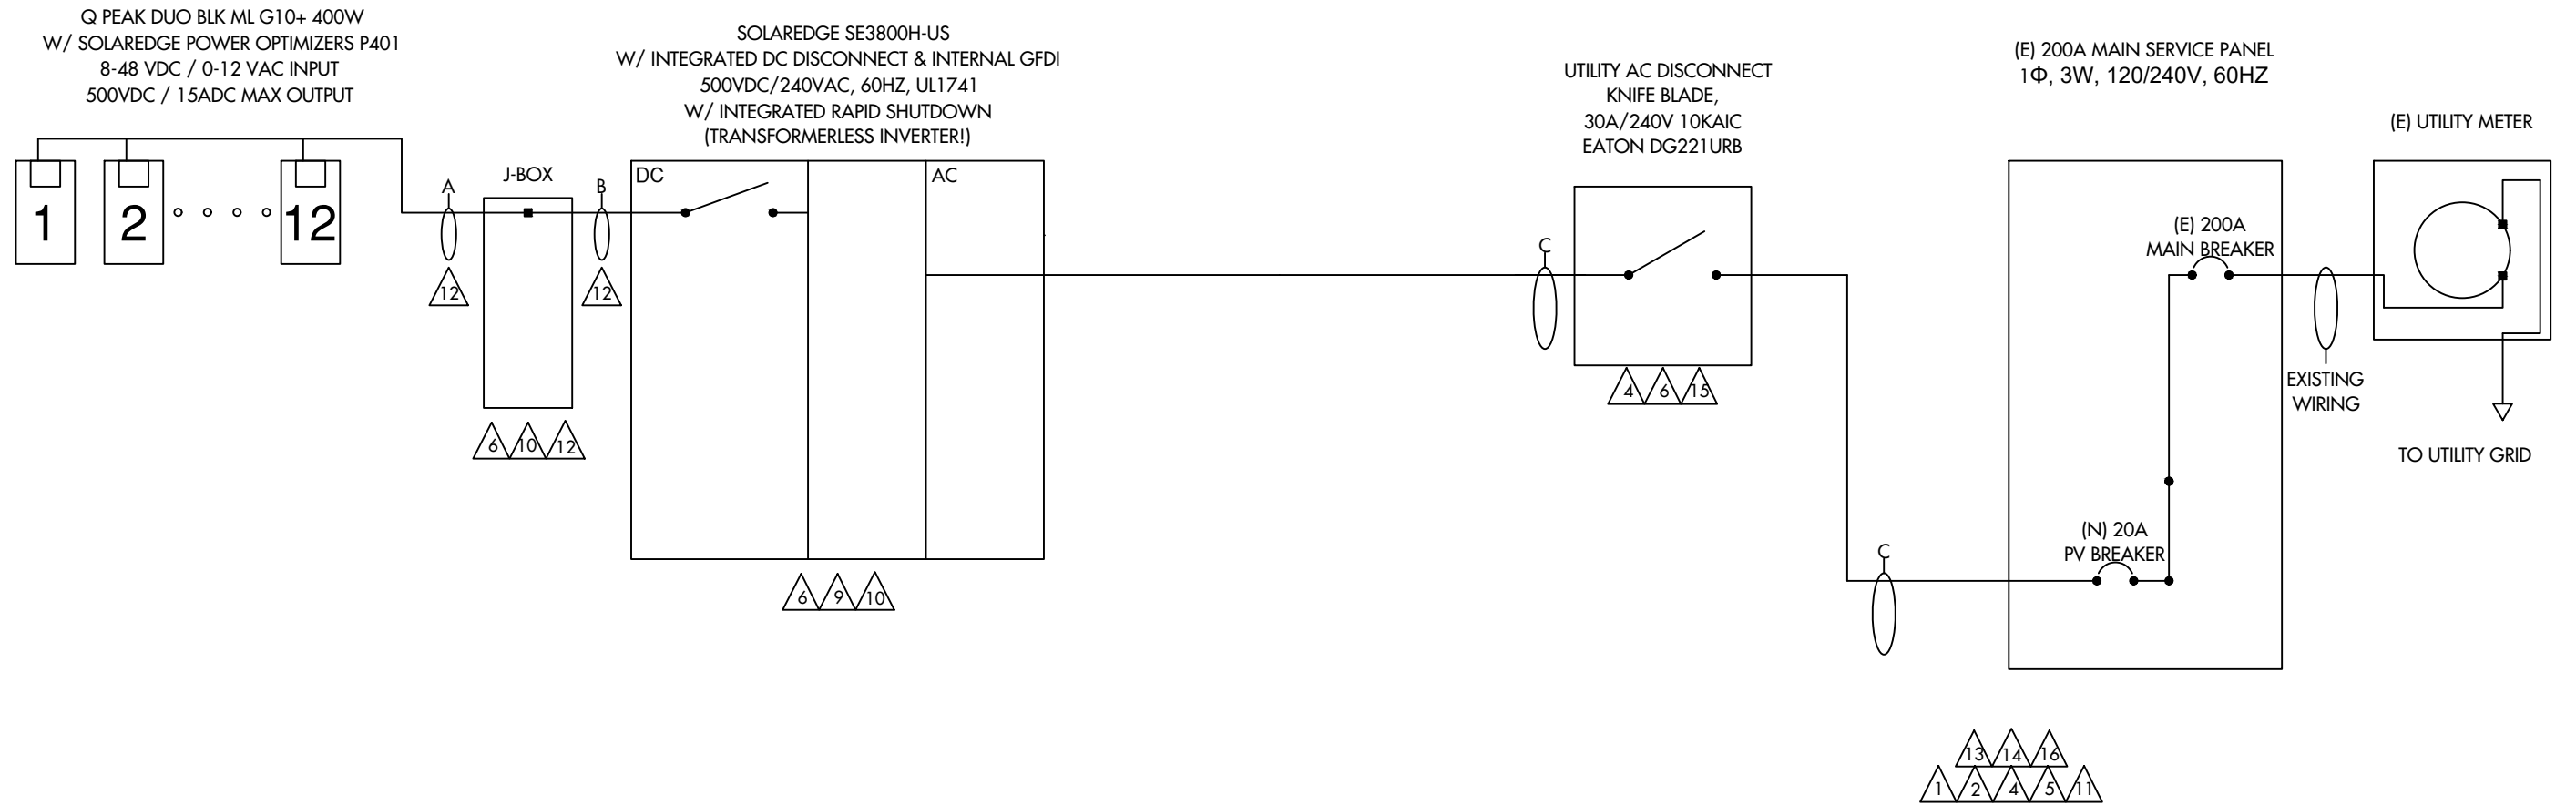 Q PEAK DUO BLK ML G10+ 400W
W/ SOLAREDGE POWER OPTIMIZERS P401
8-48 VDC / 0-12 VAC INPUT
500VDC / 15ADC MAX OUTPUT
1
2
12
A
12
J-BOX
6
10
12
B
12
SOLAREDGE SE3800H-US
W/ INTEGRATED DC DISCONNECT & INTERNAL GFDI
500VDC/240VAC, 60HZ, UL1741
W/ INTEGRATED RAPID SHUTDOWN
(TRANSFORMERLESS INVERTER!)
DC
AC
6
9
10
C
UTILITY AC DISCONNECT
KNIFE BLADE,
30A/240V 10KAIC
EATON DG221URB
4
6
15
C
(E) 200A MAIN SERVICE PANEL
1Φ, 3W, 120/240V, 60HZ
(E) 200A
MAIN BREAKER
(N) 20A
PV BREAKER
13
14
16
1
2
4
5
11
EXISTING
WIRING
(E) UTILITY METER
TO UTILITY GRID